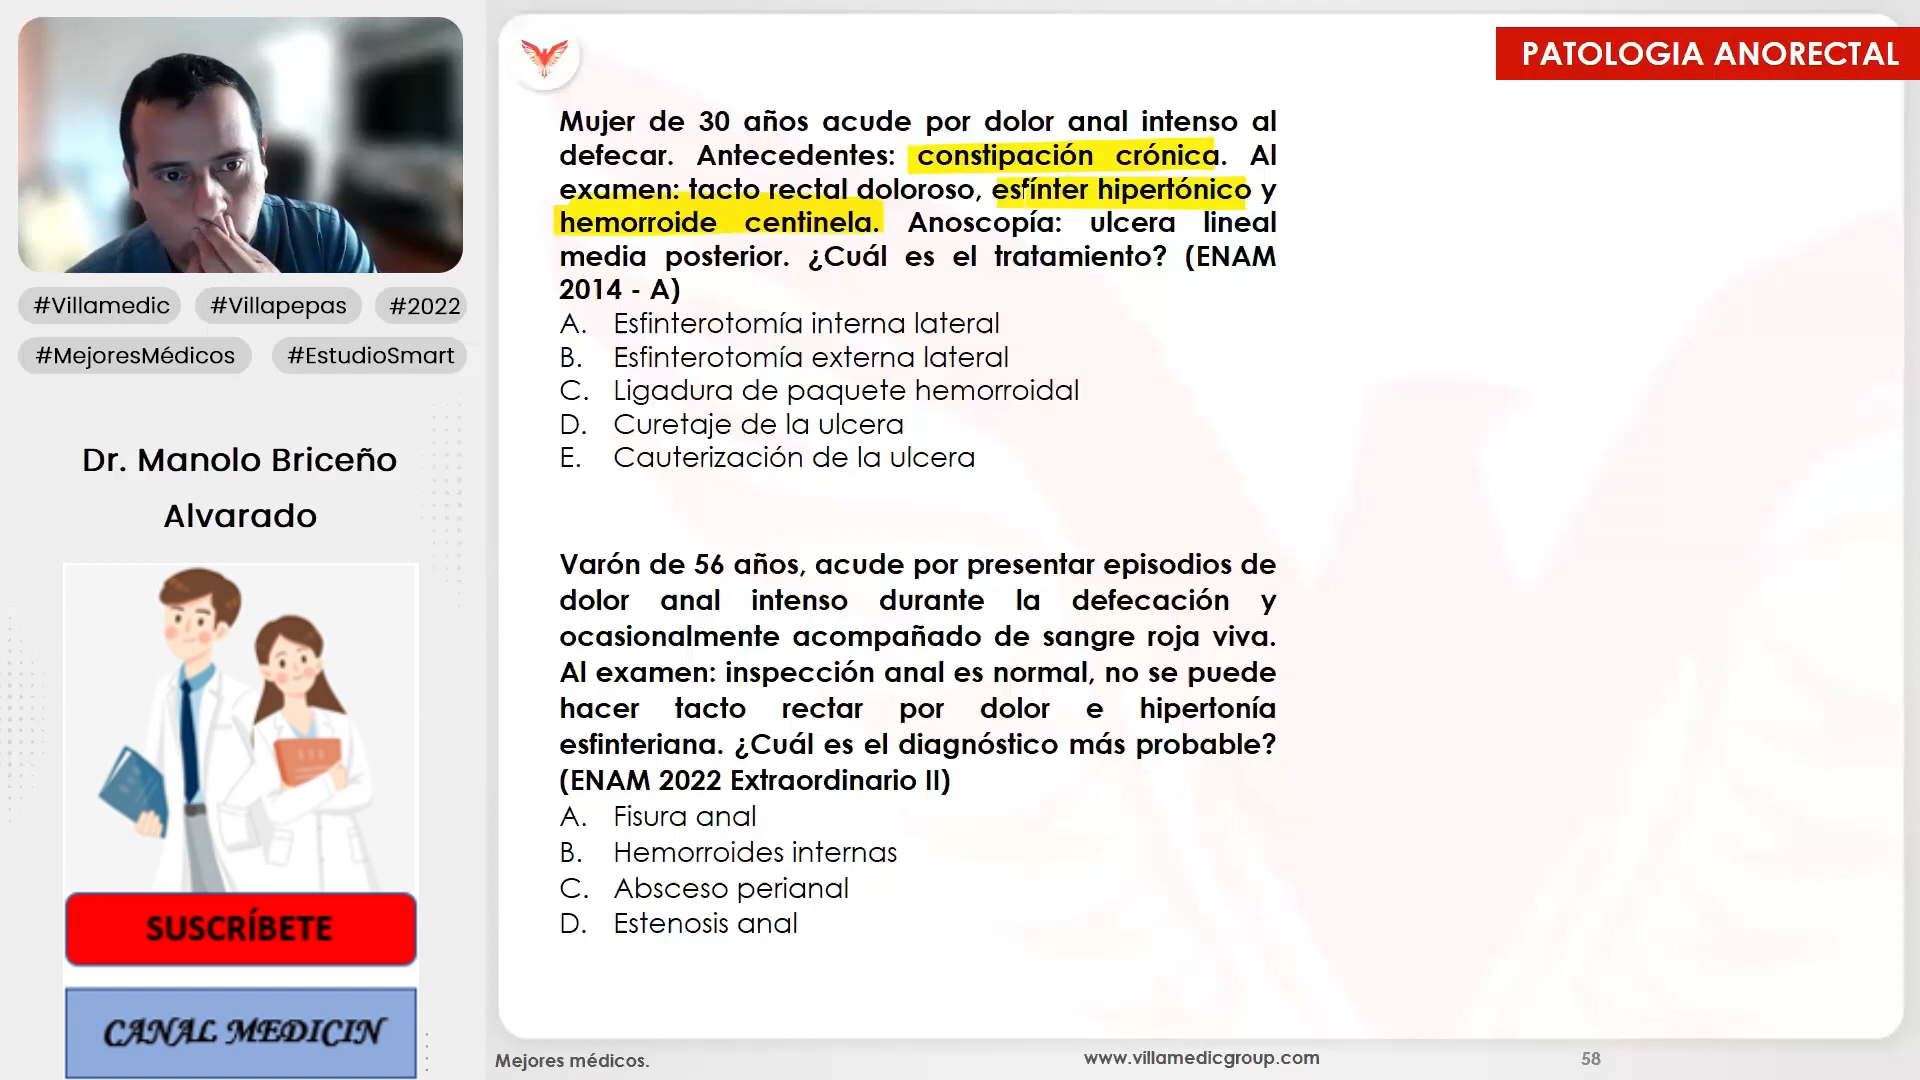 PATOLOGIA ANORECTAL
Mujer de 30 años acude por dolor anal intenso al
defecar. Antecedentes: constipación crónica. Al
examen: tacto rectal doloroso, esfínter hipertónico y
hemorroide centinela. Anoscopía: ulcera lineal
media posterior. ¿Cuál es el tratamiento? (ENAM
2014 - A)
A. Esfinterotomía interna lateral
B. Esfinterotomía externa lateral
C. Ligadura de paquete hemorroidal
D. Curetaje de la ulcera
E. Cauterización de la ulcera
Varón de 56 años, acude por presentar episodios de
dolor anal intenso durante la defecación y
ocasionalmente acompañado de sangre roja viva.
Al examen: inspección anal es normal, no se puede
hacer tacto rectar por dolor e hipertonía
esfinteriana. ¿Cuál es el diagnóstico más probable?
(ENAM 2022 Extraordinario II)
A. Fisura anal
B. Hemorroides internas
C. Absceso perianal
D. Estenosis anal
#Villamedic #Villapepas #2022
#MejoresMédicos #EstudioSmart
Dr. Manolo Briceño
Alvarado
SUSCRÍBETE
CANAL MEDICIN
Mejores médicos.
www.villamedicgroup.com
58